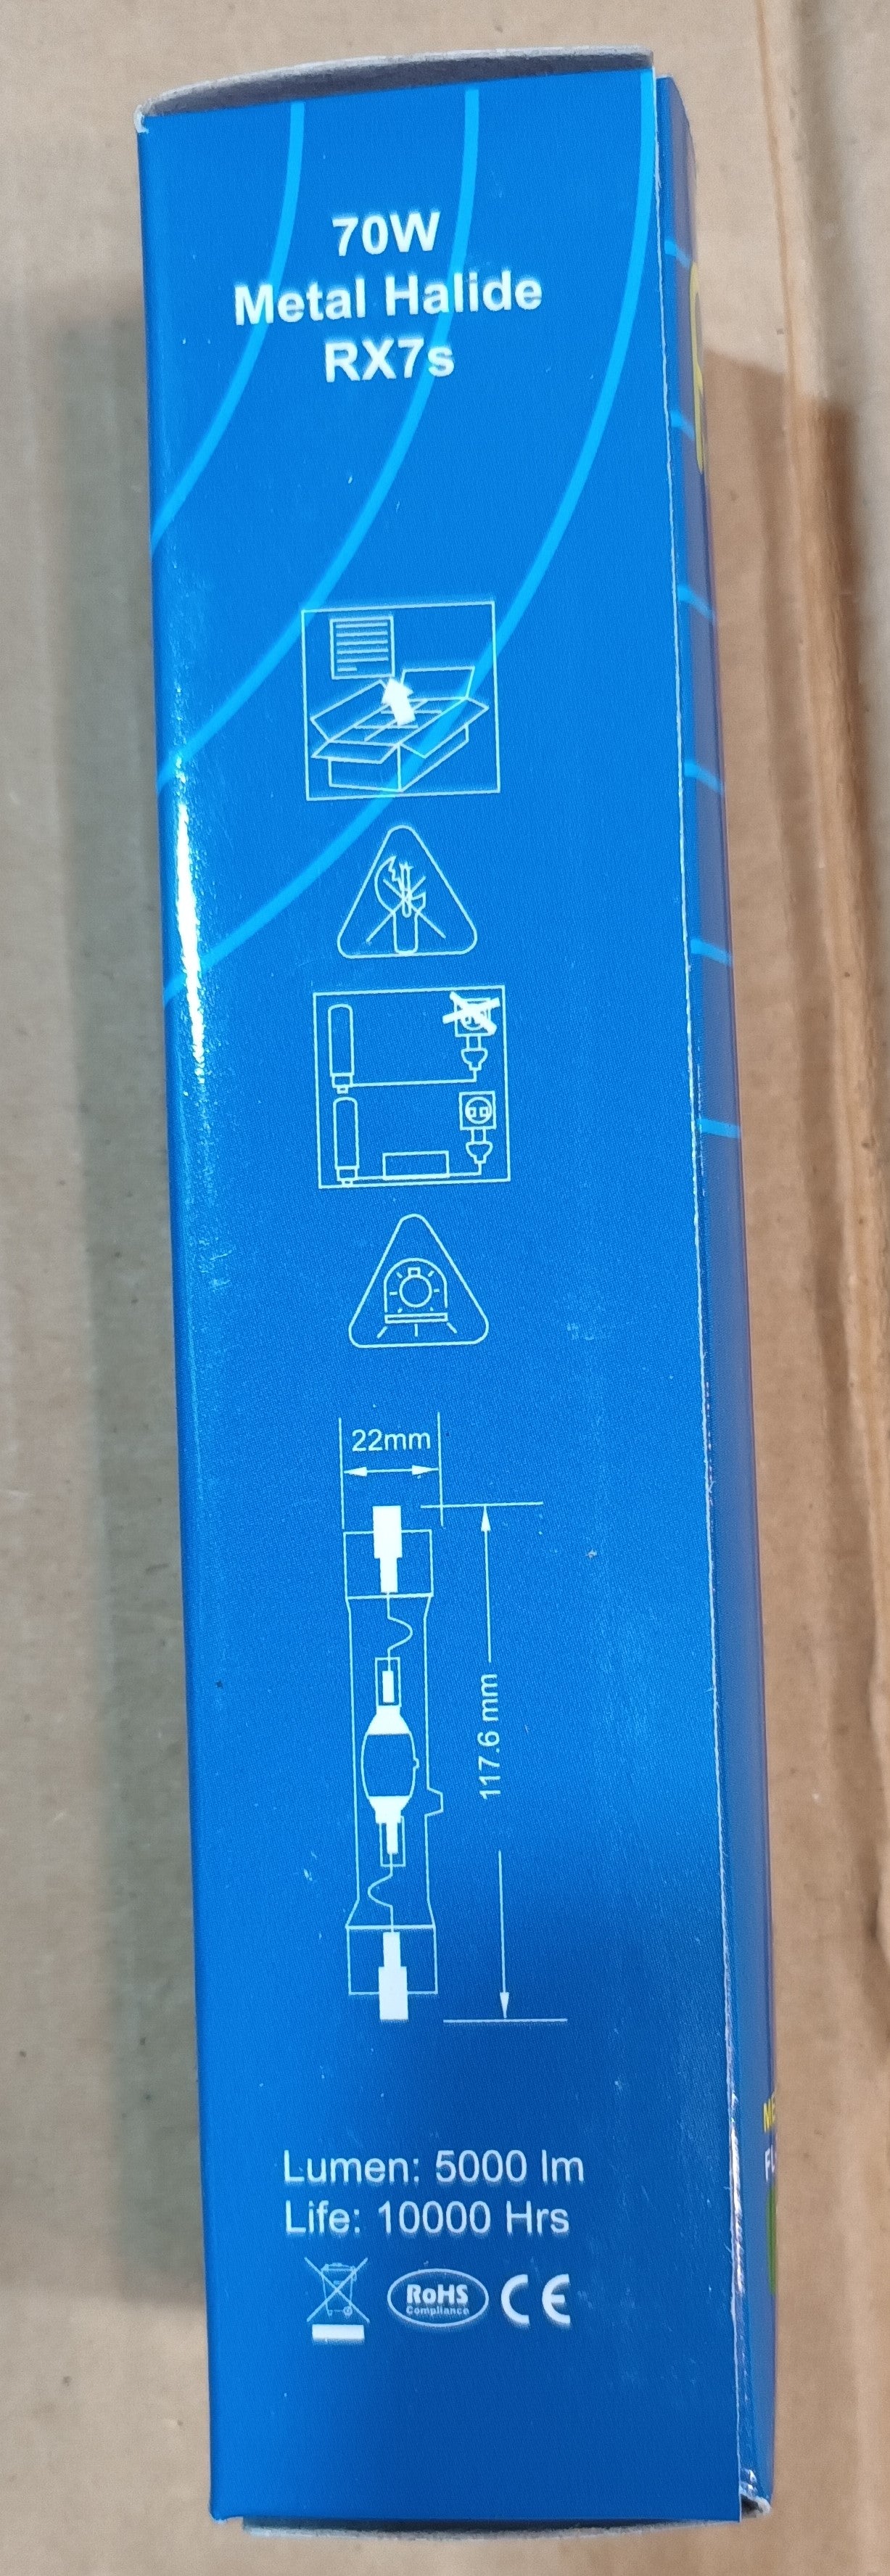 70W
Metal Halide
RX7s
22mm
117.6 mm
Lumen: 5000 lm
Life: 10000 Hrs
RoHS
Compliance
CE